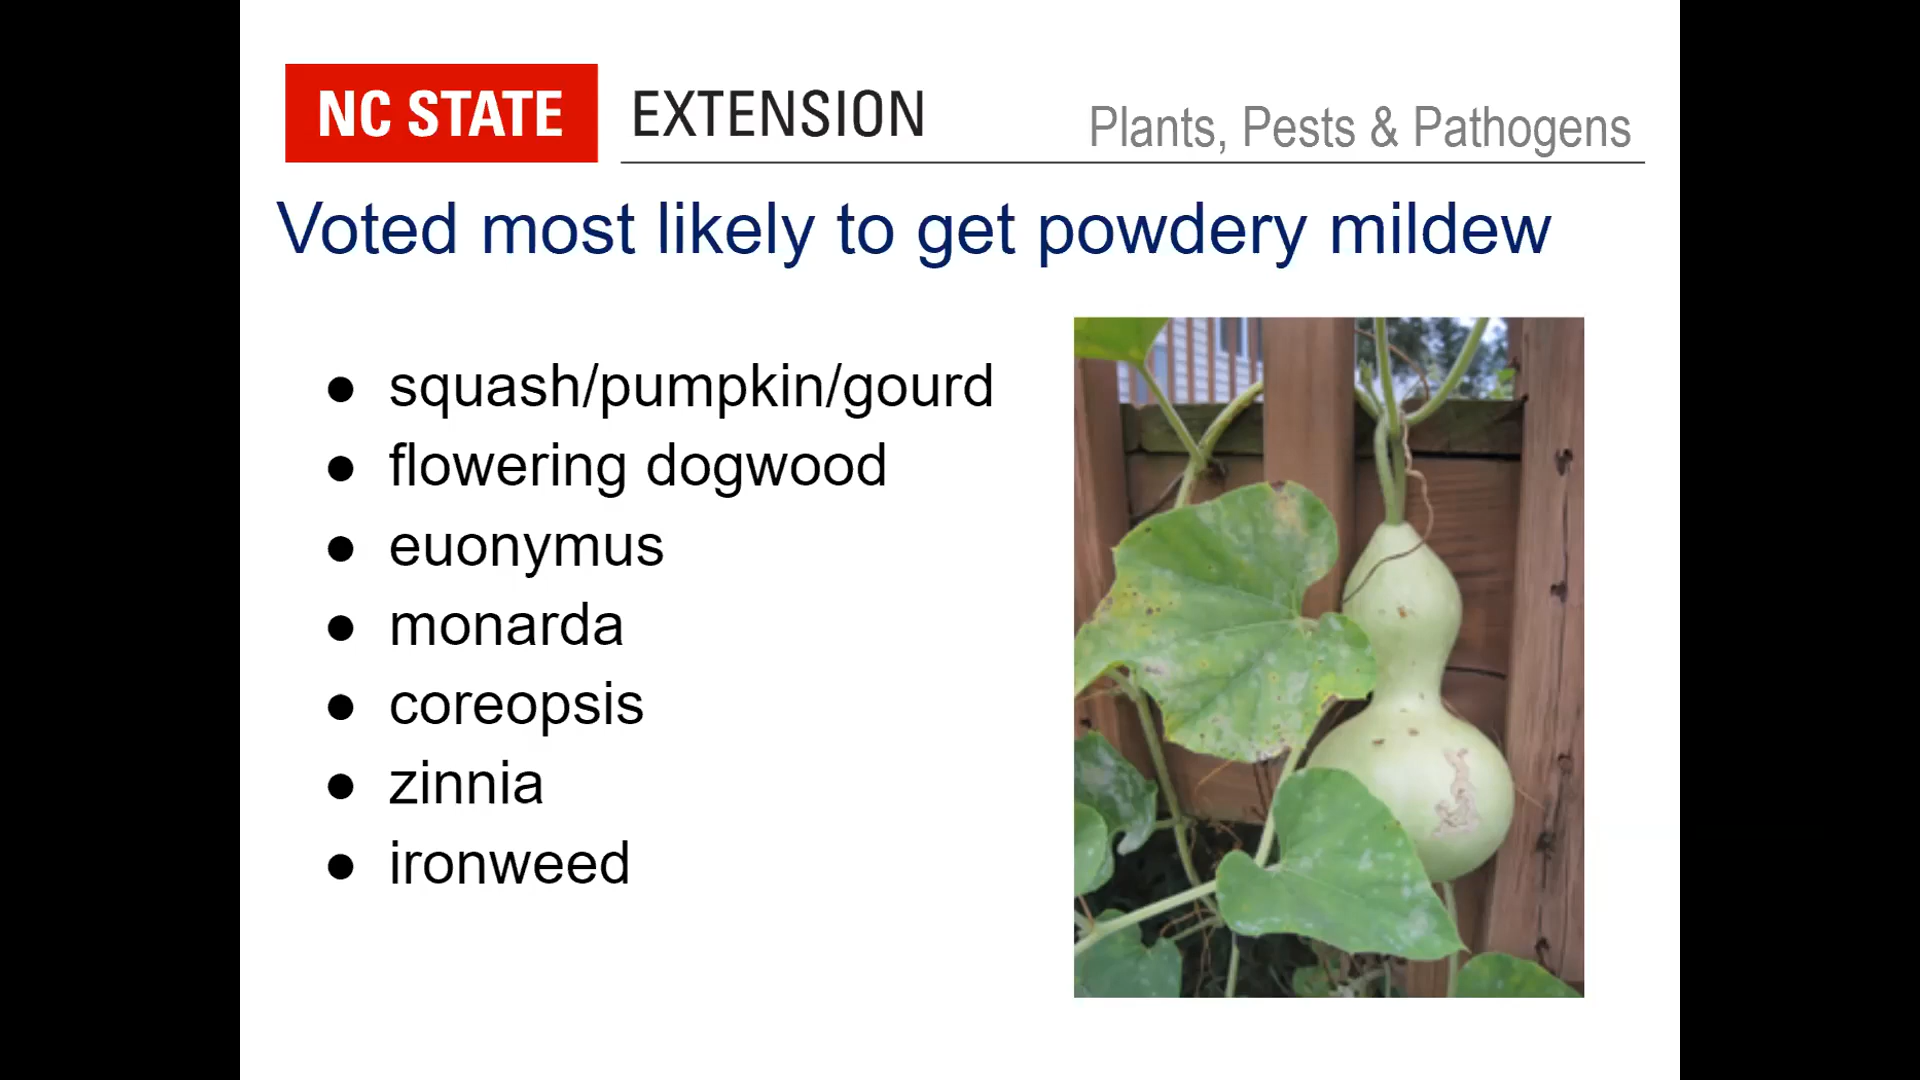 NC STATE EXTENSION Plants, Pests & Pathogens
Voted most likely to get powdery mildew
● squash/pumpkin/gourd
● flowering dogwood
● euonymus
● monarda
● coreopsis
● zinnia
● ironweed